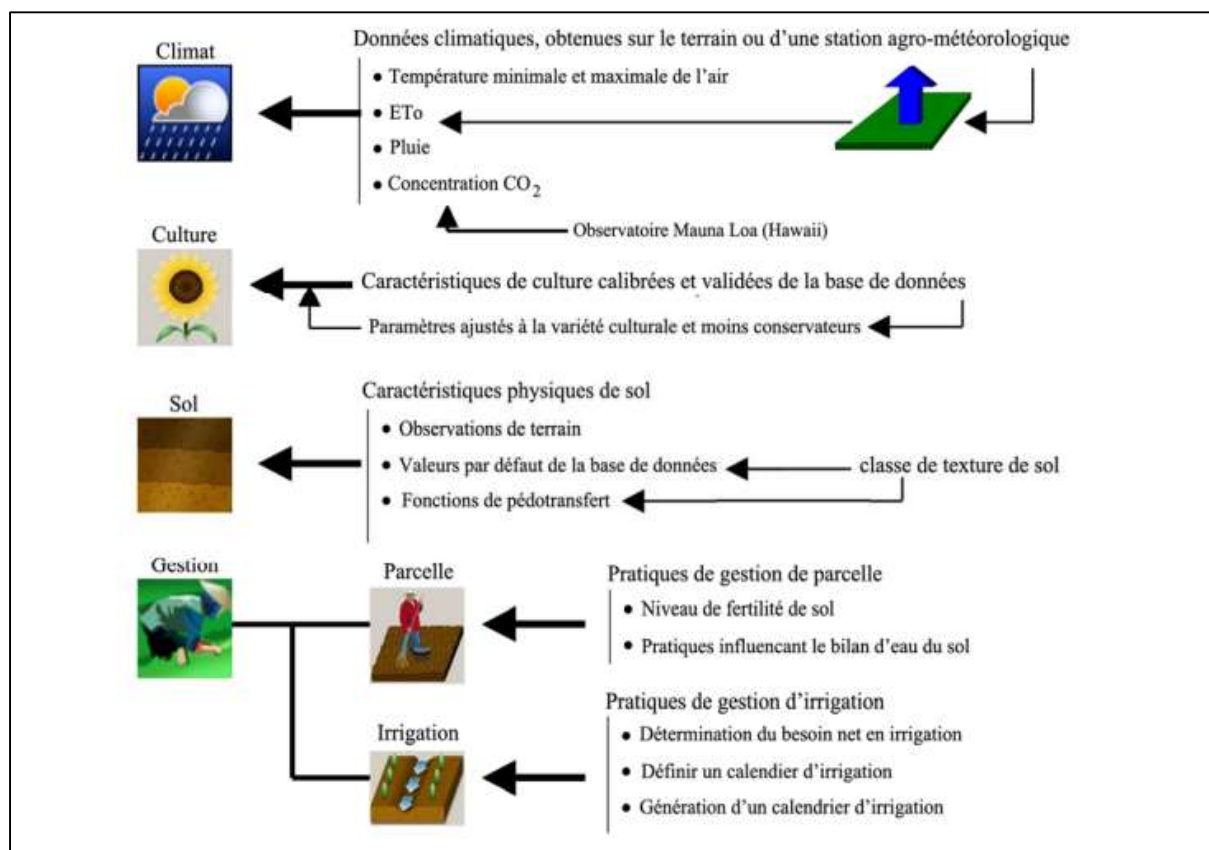 Climat
Données climatiques, obtenues sur le terrain ou d’une station agro-météorologique
• Température minimale et maximale de l’air
• ETo
• Pluie
• Concentration CO2
Observatoire Mauna Loa (Hawaii)
Culture
Caractéristiques de culture calibrées et validées de la base de données
Paramètres ajustés à la variété culturale et moins conservateurs
Sol
Caractéristiques physiques de sol
• Observations de terrain
• Valeurs par défaut de la base de données
classe de texture de sol
• Fonctions de pédotransfert
Gestion
Parcelle
Pratiques de gestion de parcelle
• Niveau de fertilité de sol
• Pratiques influencant le bilan d’eau du sol
Irrigation
Pratiques de gestion d’irrigation
• Détermination du besoin net en irrigation
• Définir un calendier d’irrigation
• Génération d’un calendrier d’irrigation